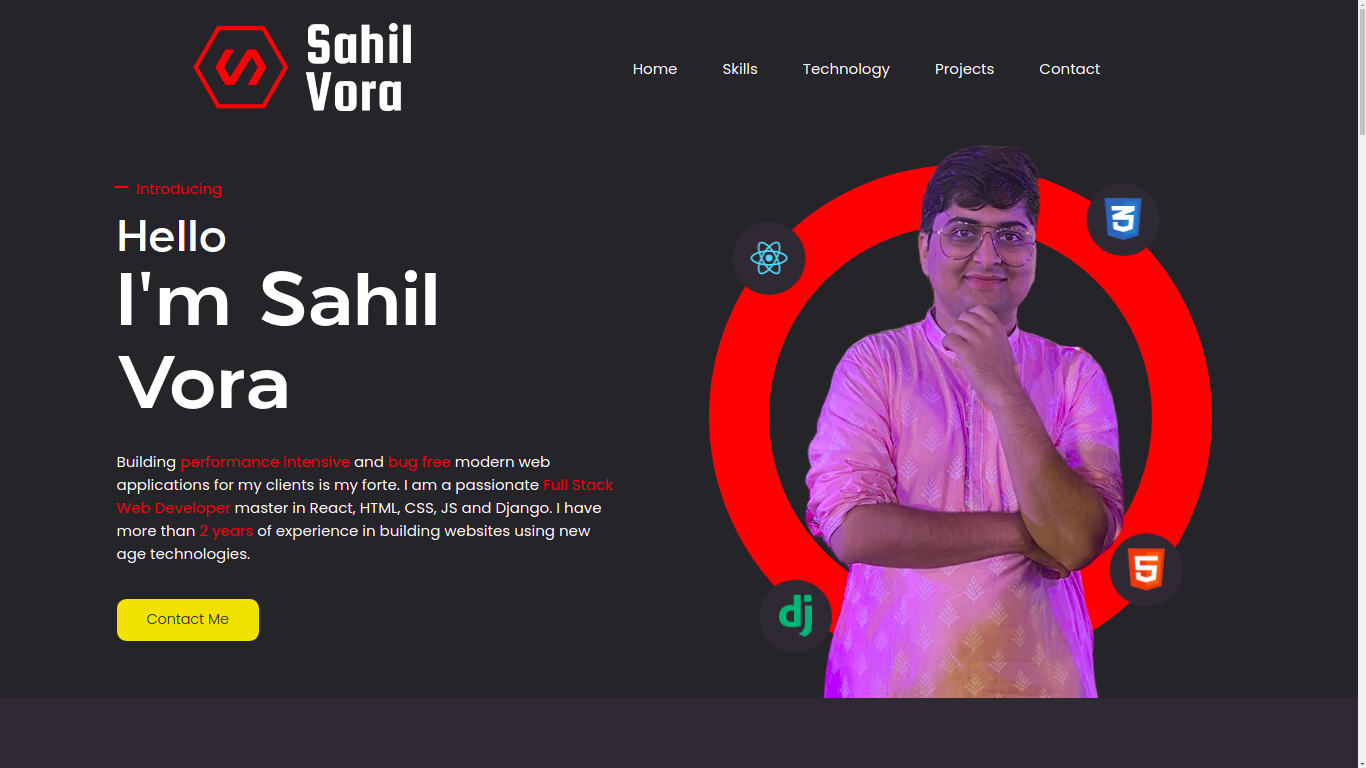 Sahil
Vora
Home Skills Technology Projects Contact
Introducing
Hello
I'm Sahil
Vora
Building performance intensive and bug free modern web
applications for my clients is my forte. I am a passionate Full Stack
Web Developer master in React, HTML, CSS, JS and Django. I have
more than 2 years of experience in building websites using new
age technologies.
Contact Me
3
5
dj